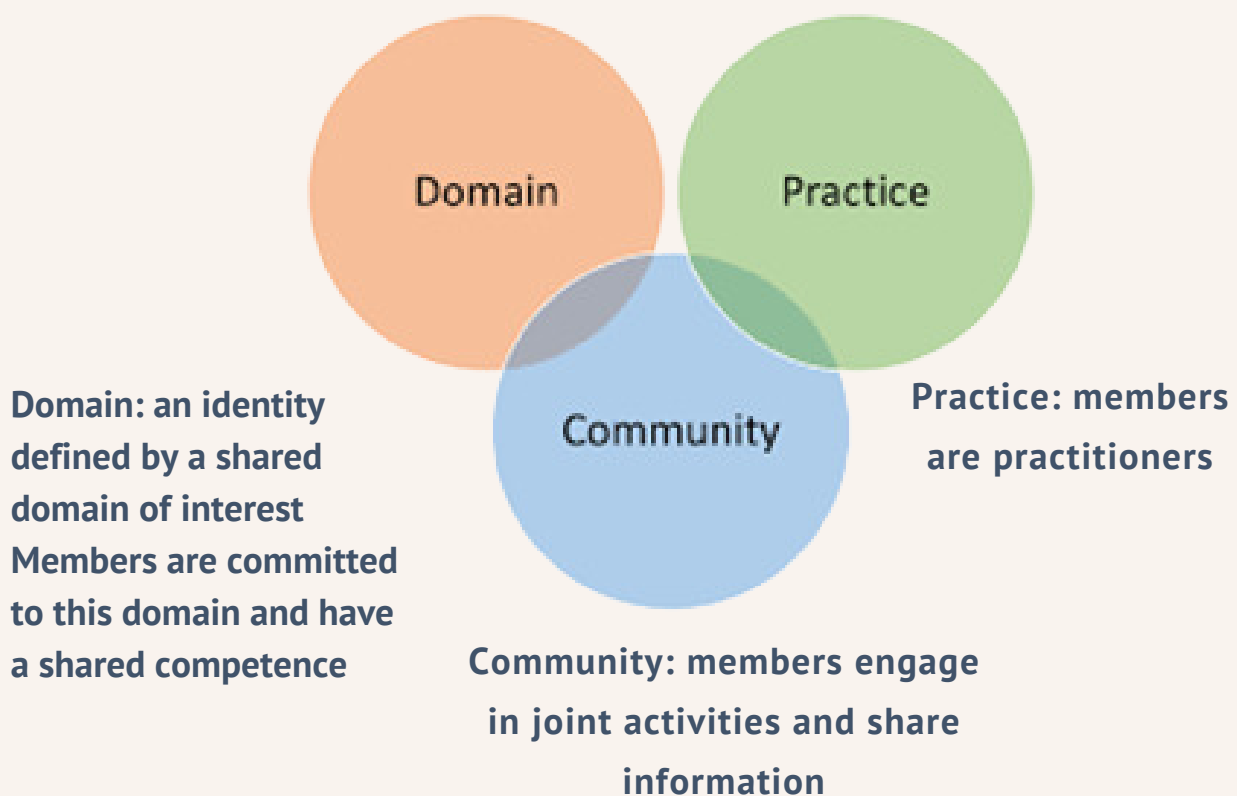 Domain
Practice
Community
Domain: an identity
defined by a shared
domain of interest
Members are committed
to this domain and have
a shared competence
Practice: members
are practitioners
Community: members engage
in joint activities and share
information